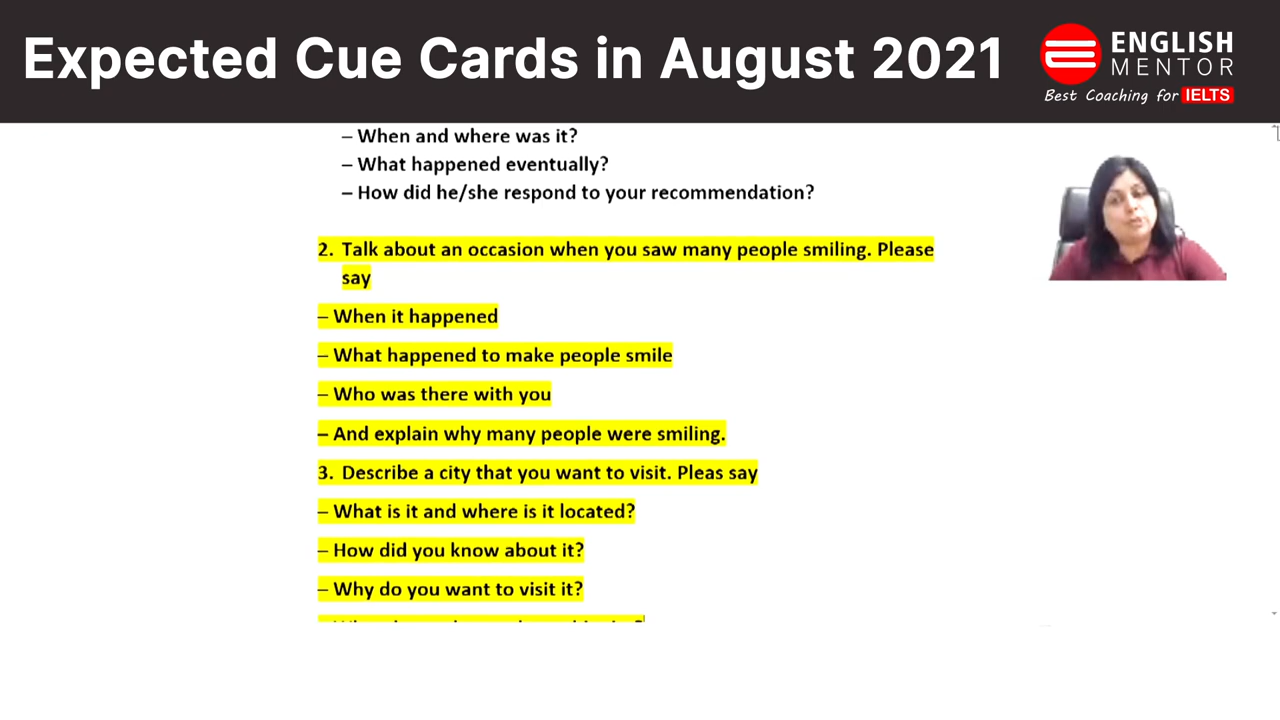 Expected Cue Cards in August 2021
ENGLISH
MENTOR
Best Coaching for IELTS
– When and where was it?
– What happened eventually?
– How did he/she respond to your recommendation?
2. Talk about an occasion when you saw many people smiling. Please
say
– When it happened
– What happened to make people smile
– Who was there with you
– And explain why many people were smiling.
3. Describe a city that you want to visit. Pleas say
– What is it and where is it located?
– How did you know about it?
– Why do you want to visit it?